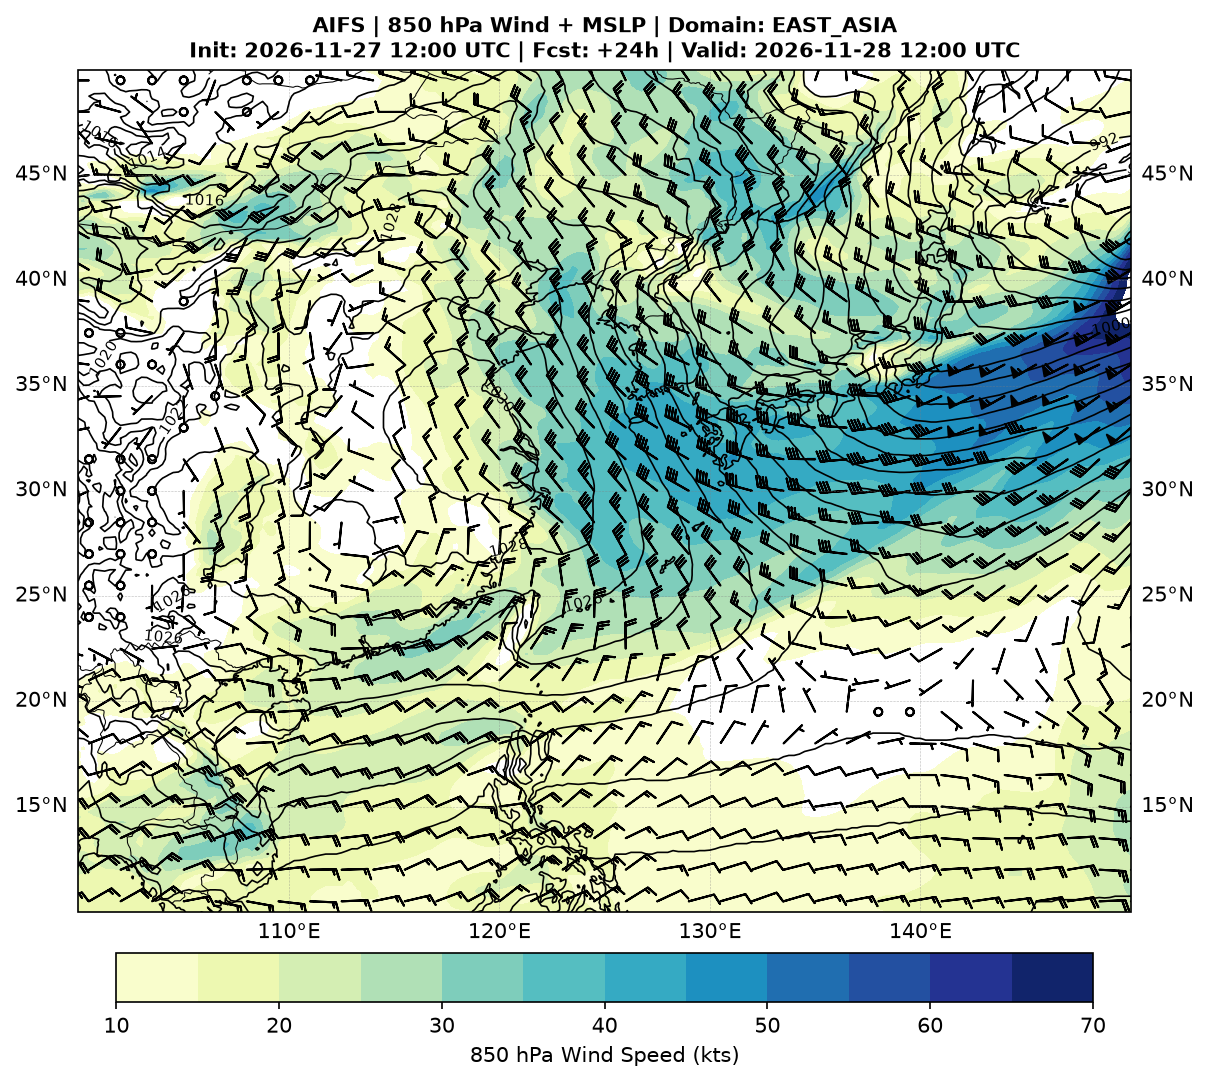 AIFS | 850 hPa Wind + MSLP | Domain: EAST_ASIA
Init: 2026-11-27 12:00 UTC | Fcst: +24h | Valid: 2026-11-28 12:00 UTC
992
1014
1016
1028
45°N 45°N
40°N 40°N
1000
35°N 35°N
30°N 30°N
1028
25°N 25°N
1026
20°N 20°N
15°N 15°N
110°E 120°E 130°E 140°E
10 20 30 40 50 60 70
850 hPa Wind Speed (kts)